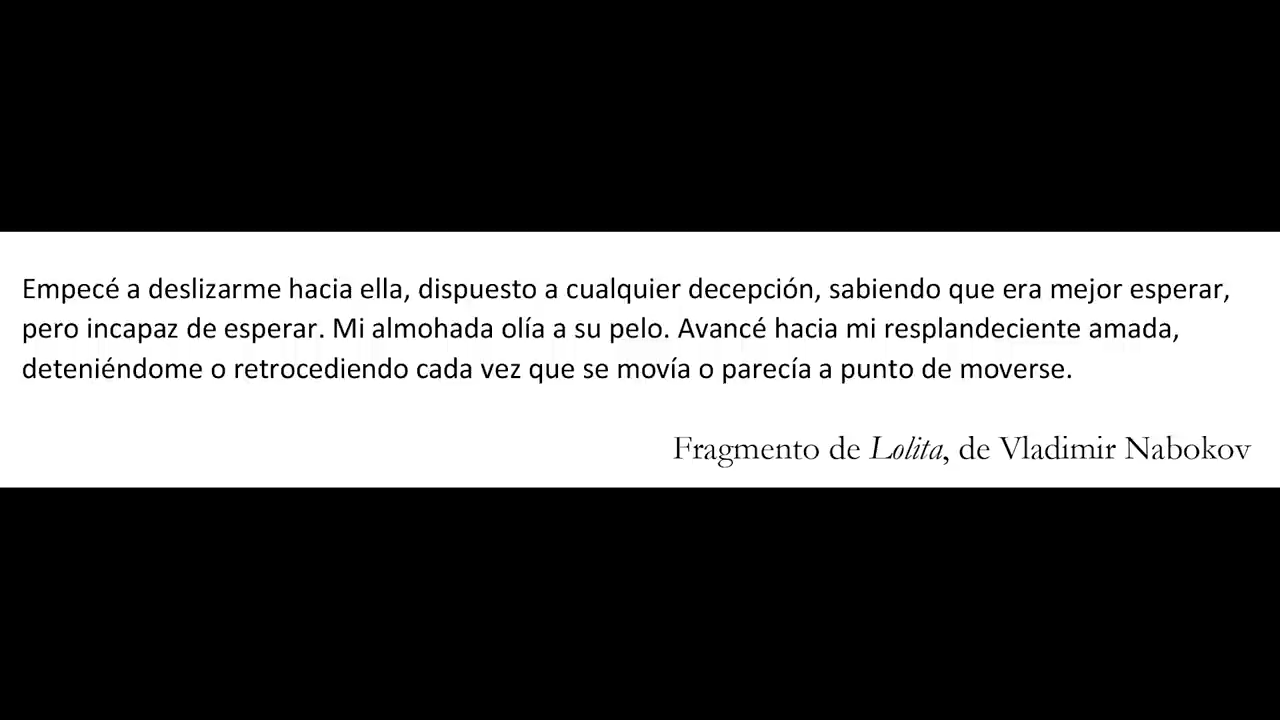 Empecé a deslizarme hacia ella, dispuesto a cualquier decepción, sabiendo que era mejor esperar,
pero incapaz de esperar. Mi almohada olía a su pelo. Avancé hacia mi resplandeciente amada,
deteniéndome o retrocediendo cada vez que se movía o parecía a punto de moverse.
Fragmento de Lolita, de Vladimir Nabokov